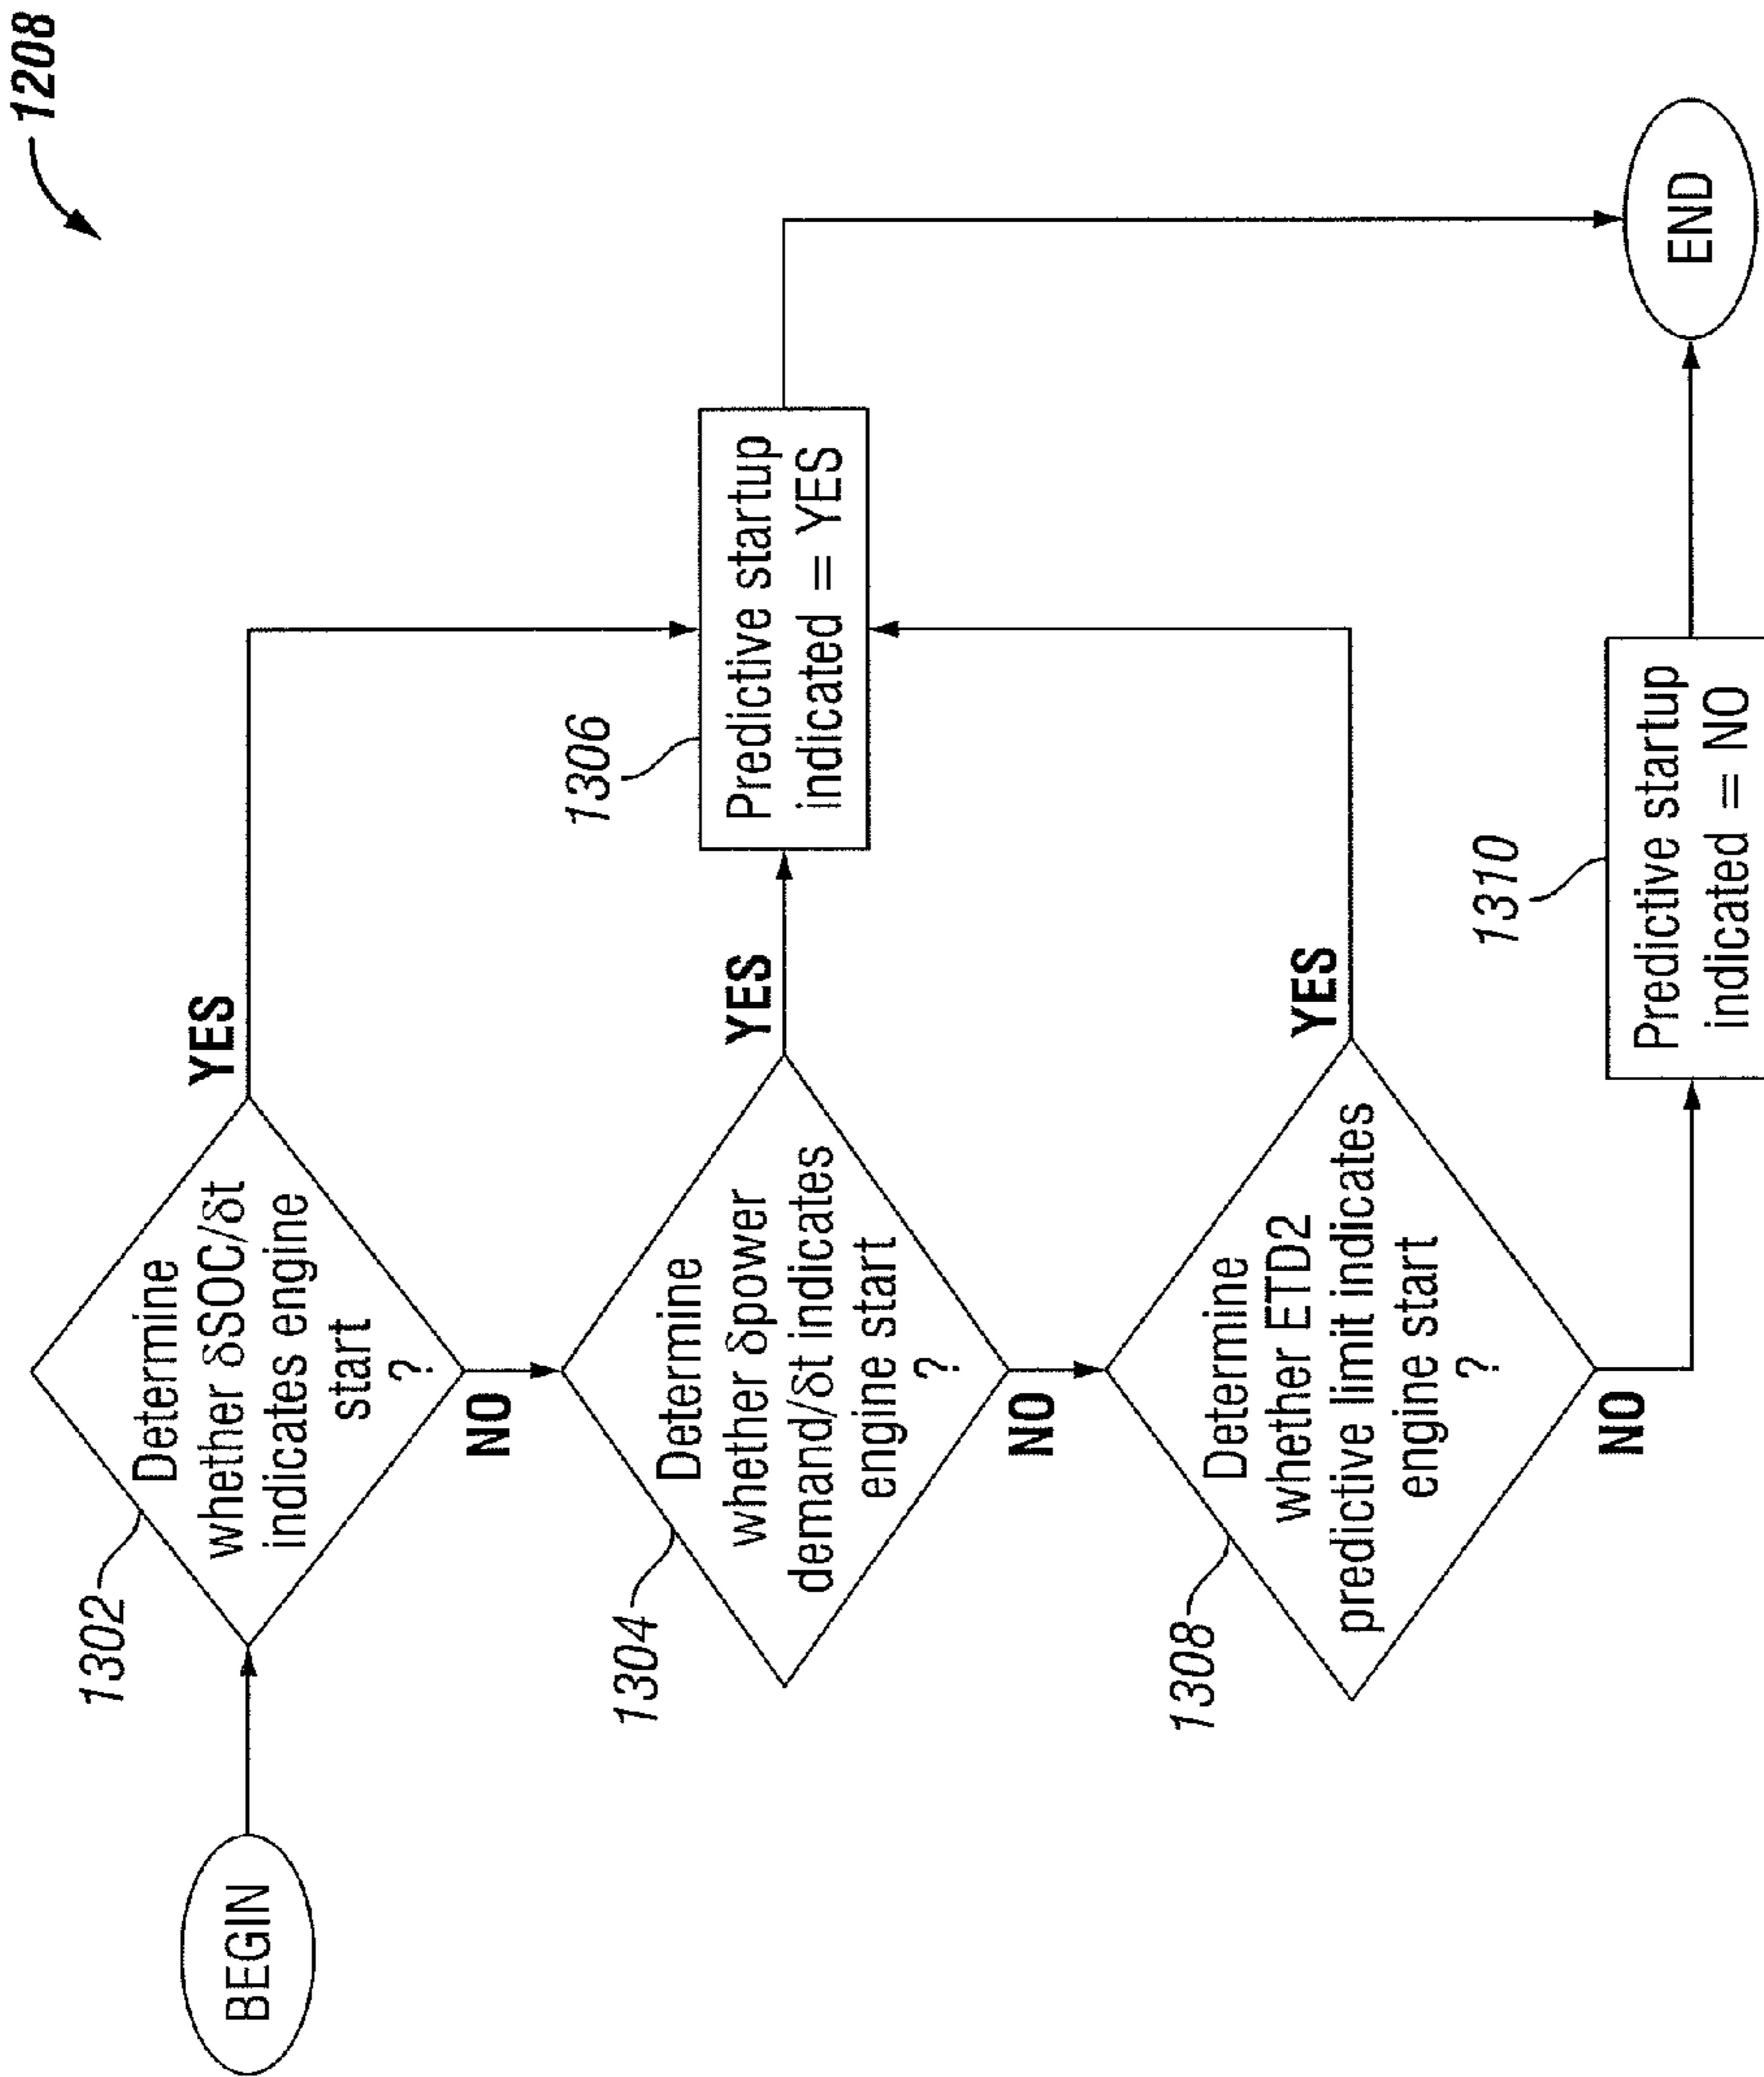 1208
BEGIN
1302
Determine
whether δSOC/δt
indicates engine
start
?
YES
NO
1304
Determine
whether δpower
demand/δt indicates
engine start
?
YES
NO
1306
Predictive startup
indicated = YES
1308
Determine
whether ETD2
predictive limit indicates
engine start
?
YES
NO
1310
Predictive startup
indicated = NO
END